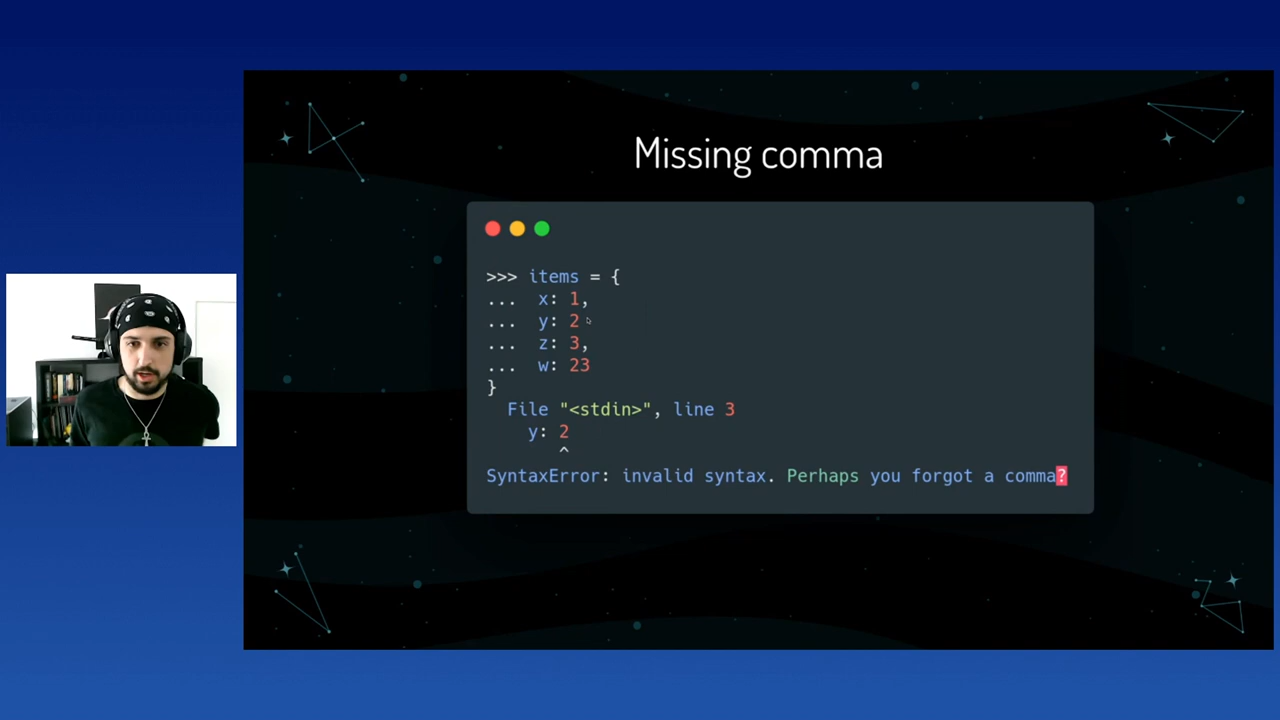 Missing comma
>>> items = {
... x: 1,
... y: 2
... z: 3,
... w: 23
}
File "<stdin>", line 3
y: 2
^
SyntaxError: invalid syntax. Perhaps you forgot a comma?